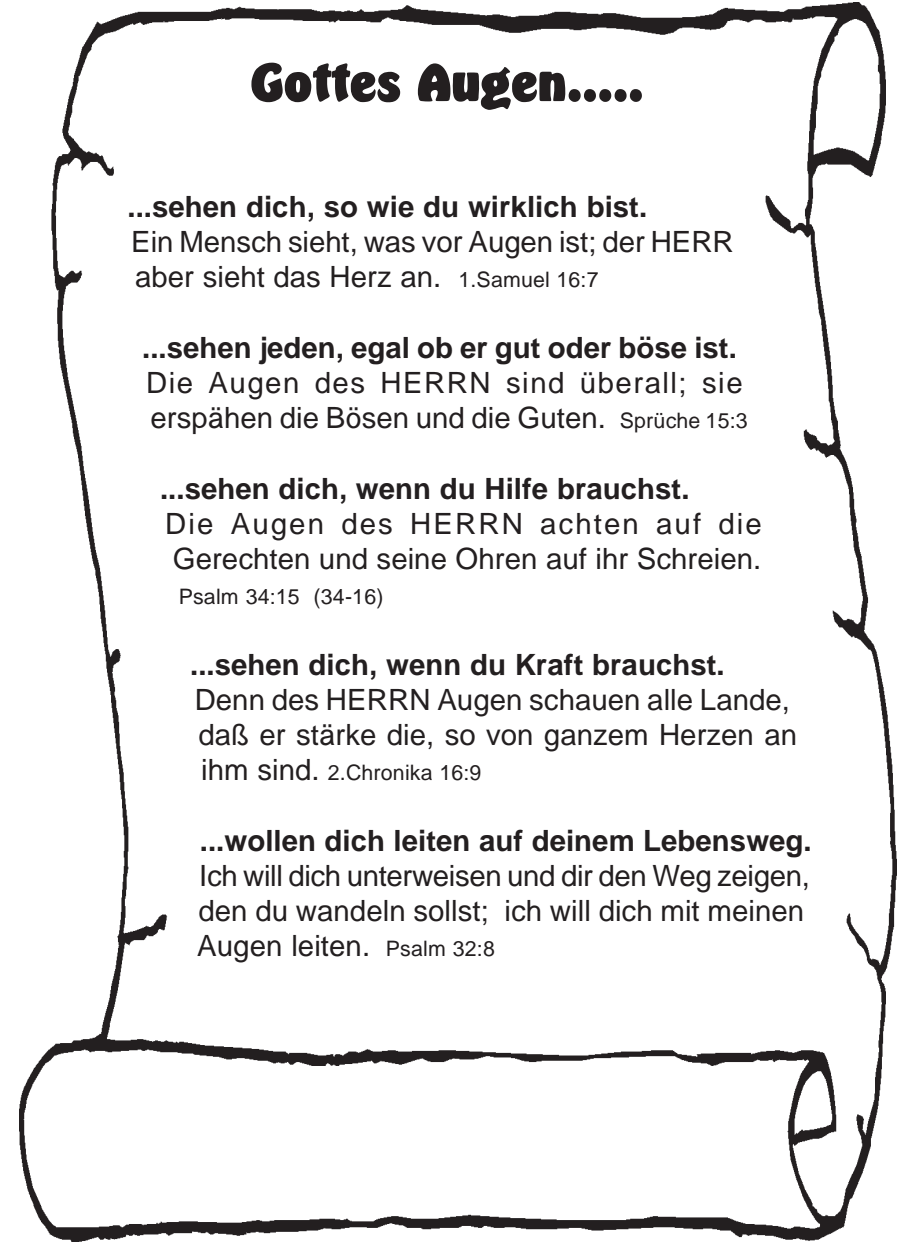 Gottes Augen.....
...sehen dich, so wie du wirklich bist.
Ein Mensch sieht, was vor Augen ist; der HERR
aber sieht das Herz an. 1.Samuel 16:7
...sehen jeden, egal ob er gut oder böse ist.
Die Augen des HERRN sind überall; sie
erspähen die Bösen und die Guten. Sprüche 15:3
...sehen dich, wenn du Hilfe brauchst.
Die Augen des HERRN achten auf die
Gerechten und seine Ohren auf ihr Schreien.
Psalm 34:15 (34-16)
...sehen dich, wenn du Kraft brauchst.
Denn des HERRN Augen schauen alle Lande,
daß er stärke die, so von ganzem Herzen an
ihm sind. 2.Chronika 16:9
...wollen dich leiten auf deinem Lebensweg.
Ich will dich unterweisen und dir den Weg zeigen,
den du wandeln sollst; ich will dich mit meinen
Augen leiten. Psalm 32:8